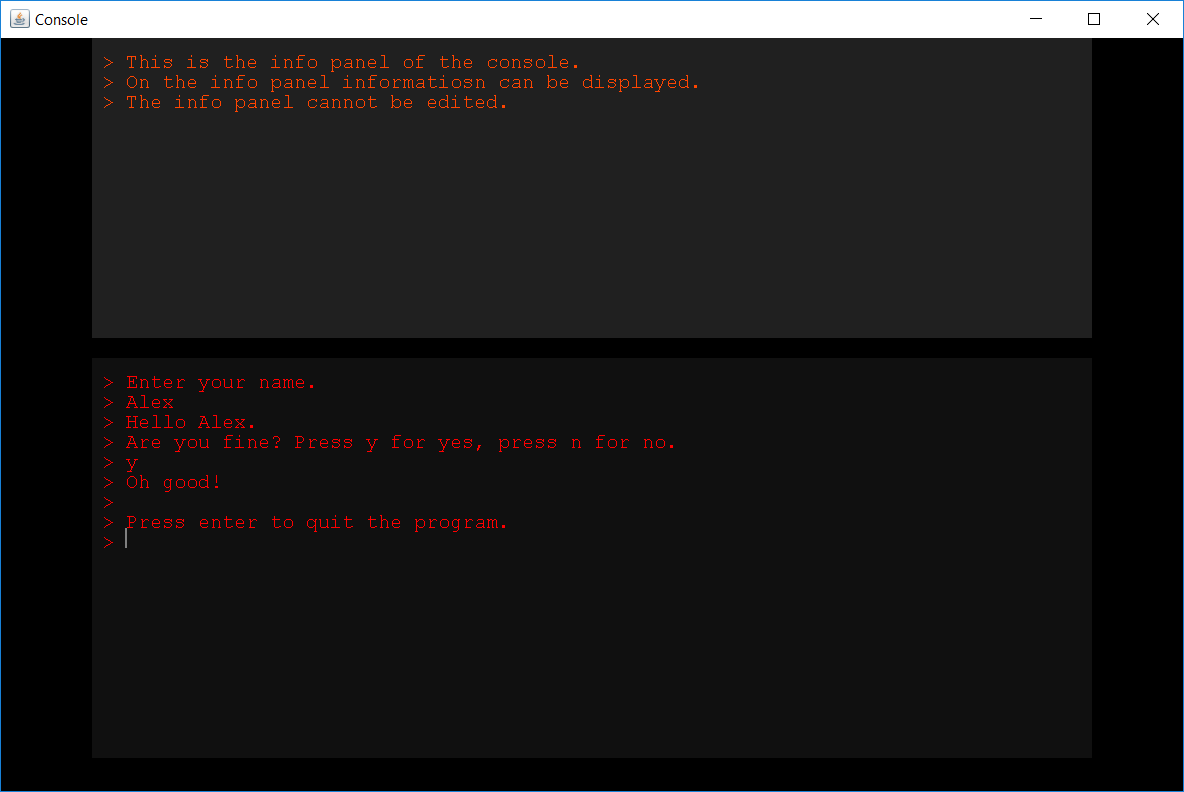 Console
> This is the info panel of the console.
> On the info panel informatiosn can be displayed.
> The info panel cannot be edited.
> Enter your name.
> Alex
> Hello Alex.
> Are you fine? Press y for yes, press n for no.
> y
> Oh good!
>
> Press enter to quit the program.
>